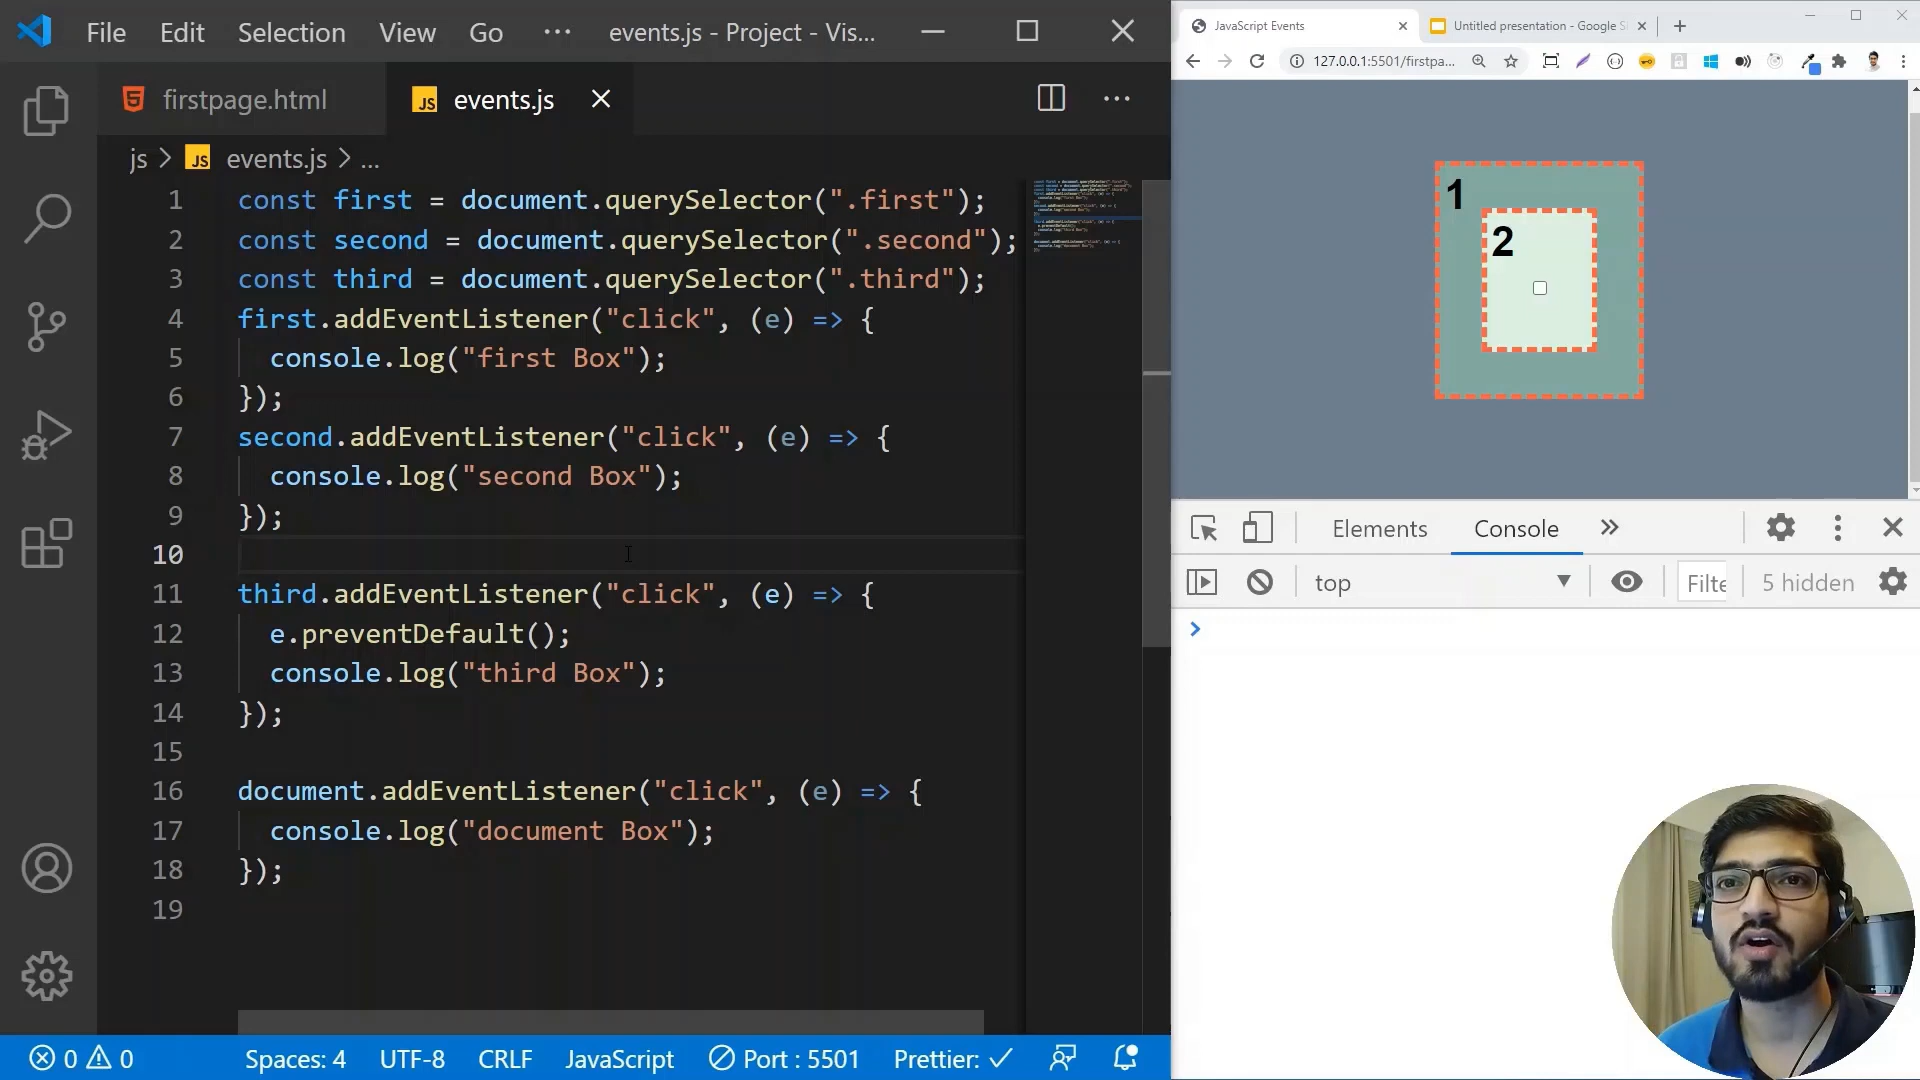 File Edit Selection View Go ··· events.js - Project - Vis...
firstpage.html
JS events.js
js > JS events.js > ...
1 const first = document.querySelector(".first");
2 const second = document.querySelector(".second");
3 const third = document.querySelector(".third");
4 first.addEventListener("click", (e) => {
5 console.log("first Box");
6 });
7 second.addEventListener("click", (e) => {
8 console.log("second Box");
9 });
10
11 third.addEventListener("click", (e) => {
12 e.preventDefault();
13 console.log("third Box");
14 });
15
16 document.addEventListener("click", (e) => {
17 console.log("document Box");
18 });
19
0 0 Spaces: 4 UTF-8 CRLF JavaScript Port : 5501 Prettier: ✓
JavaScript Events
Untitled presentation - Google S
127.0.0.1:5501/firstpa...
1
2
Elements Console »
top Filte 5 hidden
>